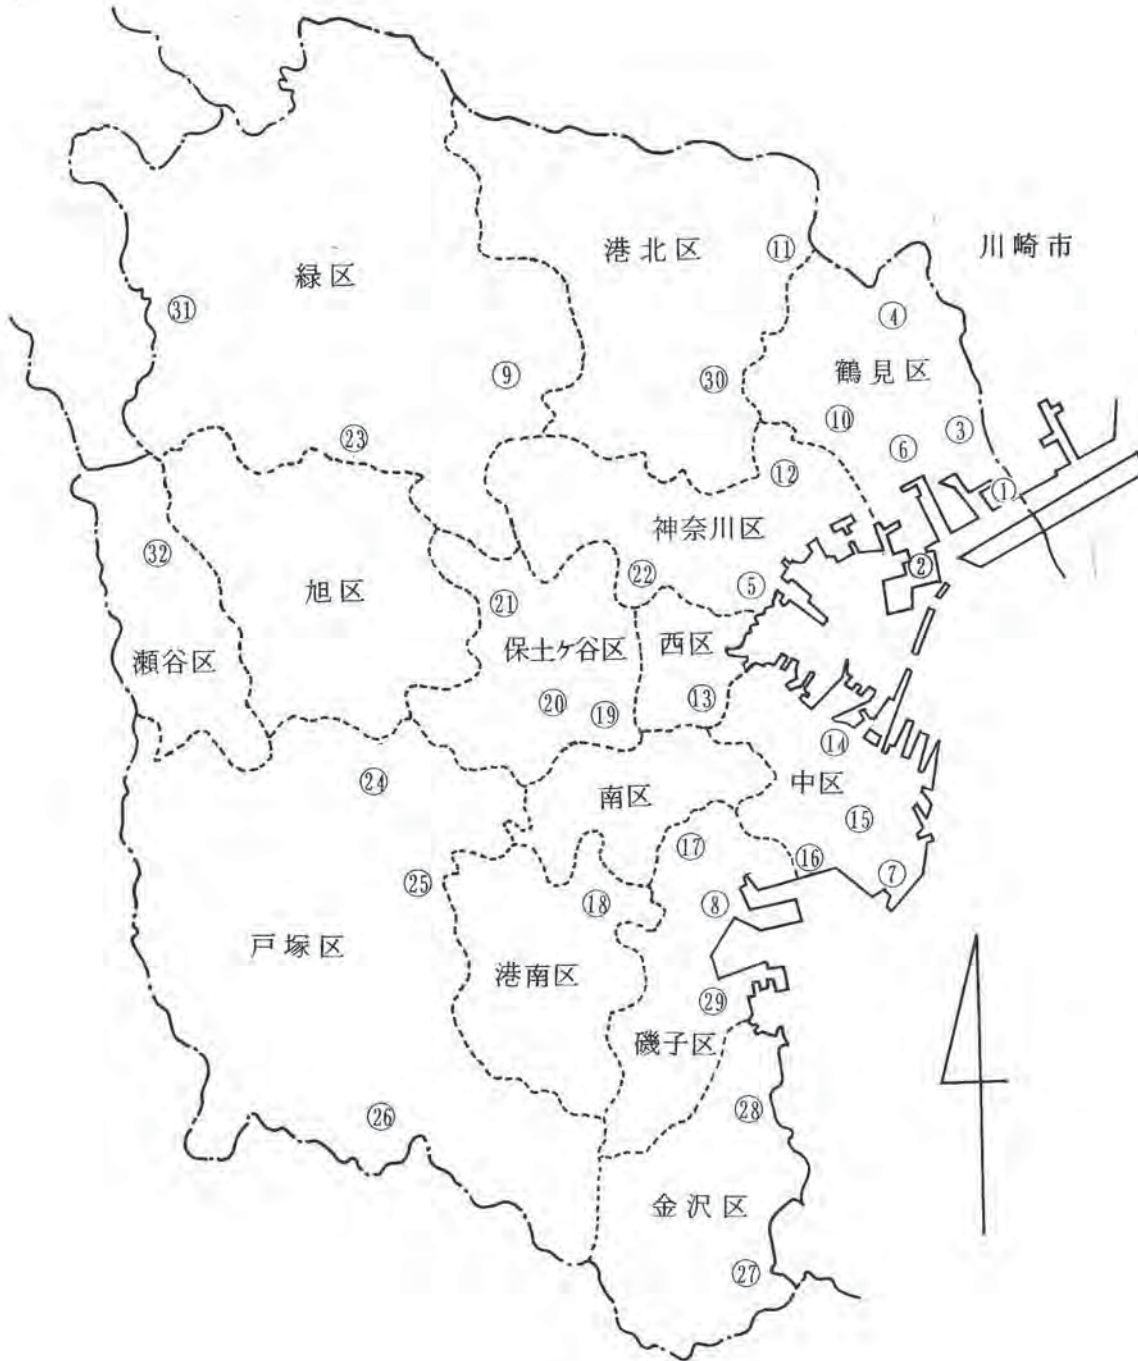 港北区
⑪
川崎市
緑区
㉛
④
鶴見区
⑨
㉚
⑩
③
㉓
⑥
⑫
①
神奈川区
㉜
②
旭区
㉒
⑤
㉑
瀬谷区
保土ケ谷区
西区
⑳
⑲
⑬
⑭
㉔
中区
南区
⑮
⑰
⑯
⑦
㉕
⑱
⑧
戸塚区
港南区
㉙
磯子区
㉖
㉘
金沢区
㉗